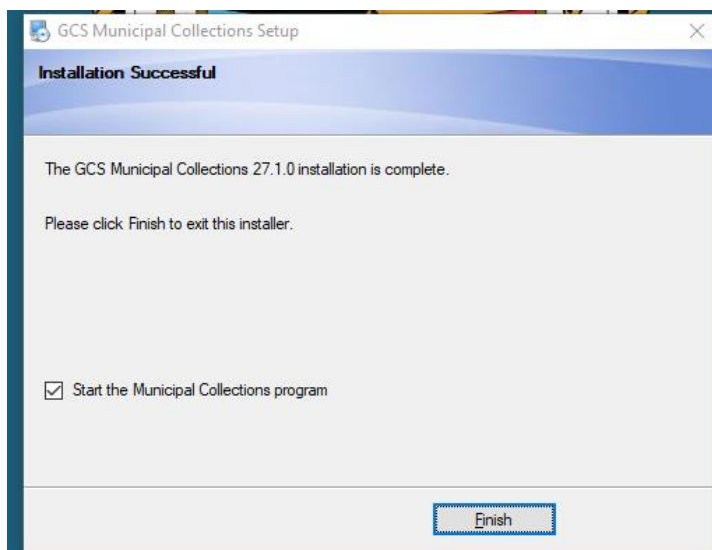 GCS Municipal Collections Setup
Installation Successful
The GCS Municipal Collections 27.1.0 installation is complete.
Please click Finish to exit this installer.
Start the Municipal Collections program
Finish